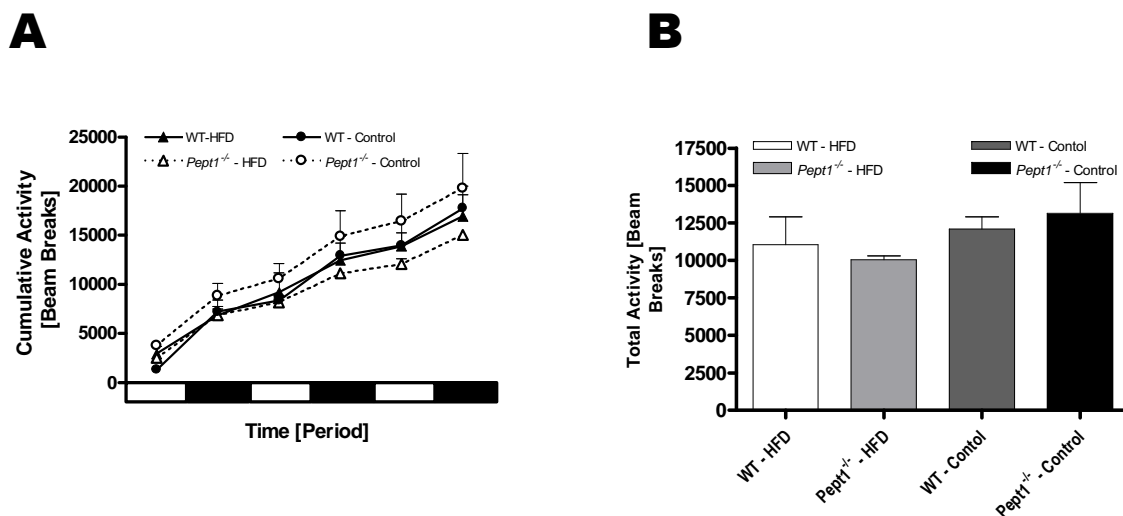 A
B
25000
20000
15000
10000
5000
0
WT-HFD
WT - Control
Pept1-/- - HFD
Pept1-/- - Control
Cumulative Activity
[Beam Breaks]
Time [Period]
17500
15000
12500
10000
7500
5000
2500
0
WT - HFD
WT - Contol
Pept1-/- - HFD
Pept1-/- - Control
Total Activity [Beam
Breaks]
WT - HFD
Pept1-/- - HFD
WT - Contol
Pept1-/- - Control